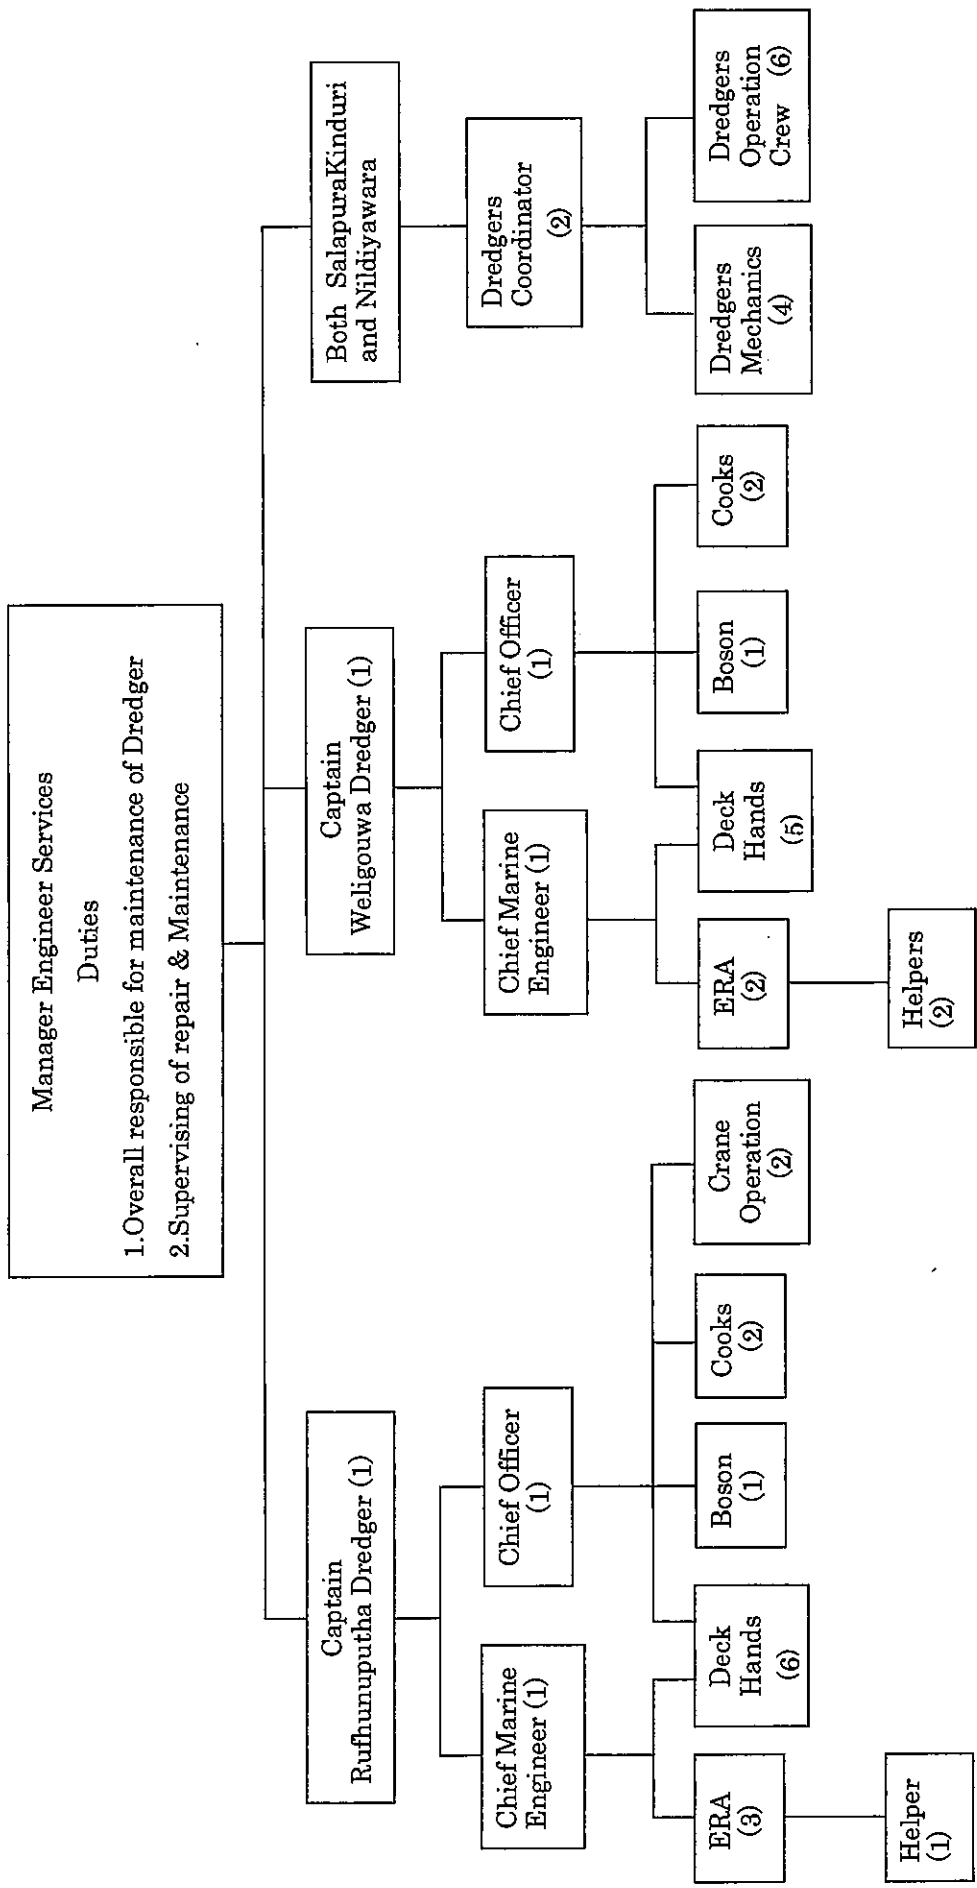 Manager Engineer Services
Duties
1.Overall responsible for maintenance of Dredger
2.Supervising of repair & Maintenance
Captain
Rufhunuputha Dredger (1)
Captain
Weligouwa Dredger (1)
Both SalapuraKinduri
and Nildiyawara
Chief Marine
Engineer (1)
Chief Officer
(1)
Chief Marine
Engineer (1)
Chief Officer
(1)
Dredgers
Coordinator
(2)
ERA
(3)
Deck
Hands
(6)
Boson
(1)
Cooks
(2)
Crane
Operation
(2)
ERA
(2)
Deck
Hands
(5)
Boson
(1)
Cooks
(2)
Dredgers
Mechanics
(4)
Dredgers
Operation
Crew (6)
Helper
(1)
Helpers
(2)